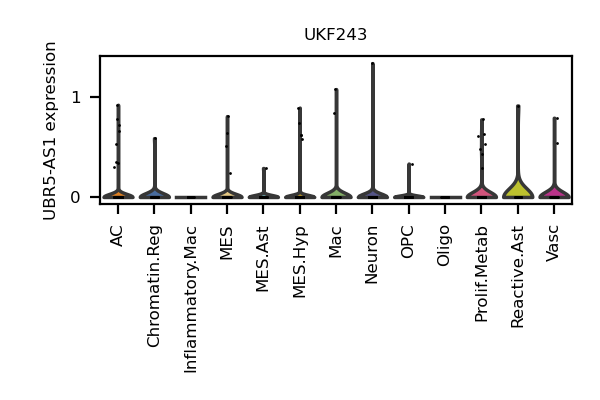 UKF243
UBR5-AS1 expression
1
0
AC
Chromatin.Reg
Inflammatory.Mac
MES
MES.Ast
MES.Hyp
Mac
Neuron
OPC
Oligo
Prolif.Metab
Reactive.Ast
Vasc